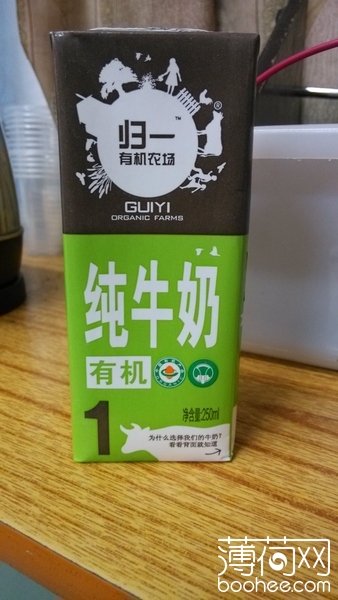 归一™
有机农场
®
GUIYI
ORGANIC FARMS
纯牛奶
有机
1
净含量:250ml
为什么选择我们的牛奶?
看看背面就知道
薄荷网
boohee.com